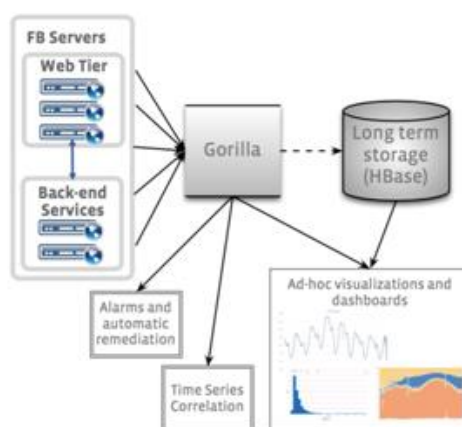 FB Servers
Web Tier
Back-end
Services
Gorilla
Long term
storage
(HBase)
Alarms and
automatic
remediation
Time Series
Correlation
Ad-hoc visualizations and
dashboards